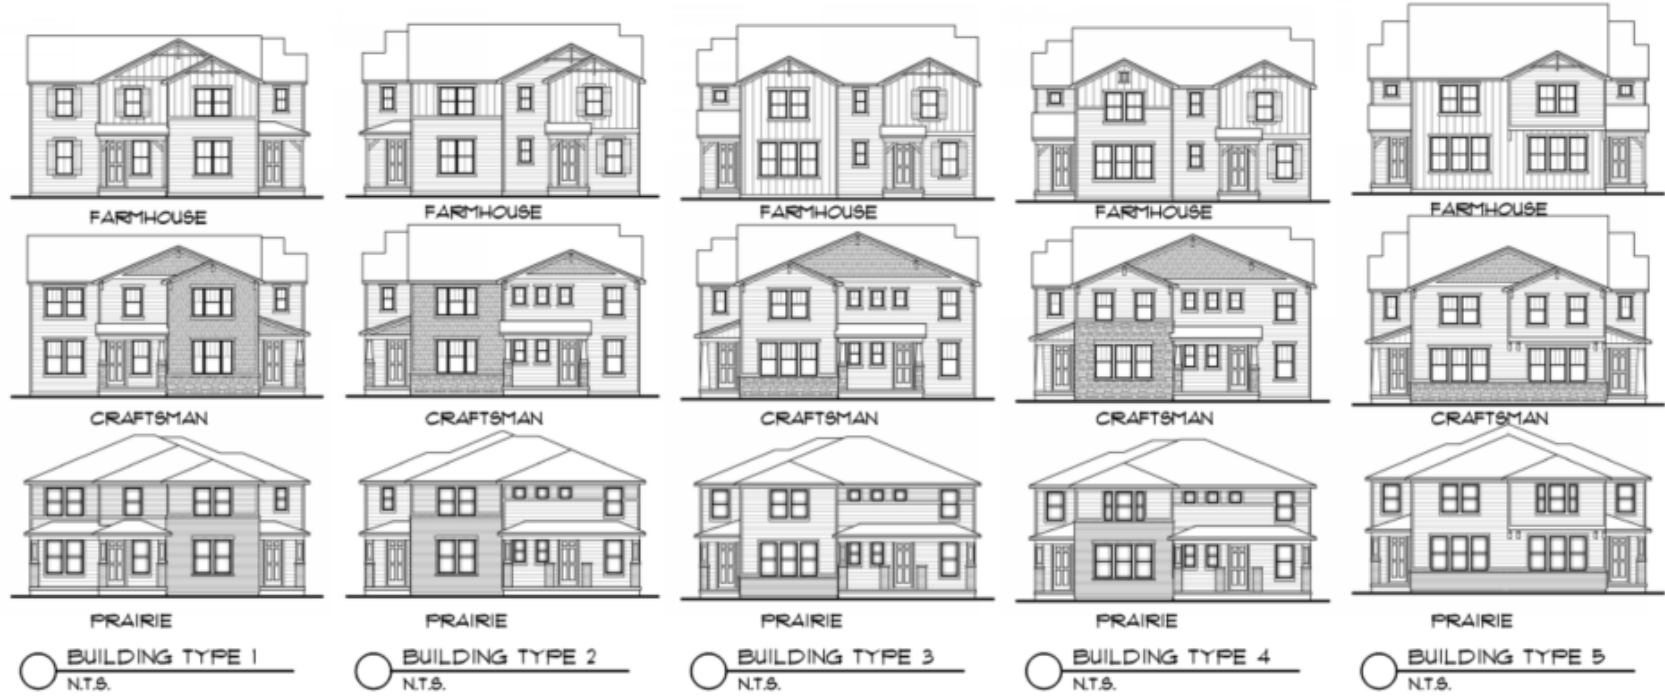 FARMHOUSE
FARMHOUSE
FARMHOUSE
FARMHOUSE
FARMHOUSE
CRAFTSMAN
CRAFTSMAN
CRAFTSMAN
CRAFTSMAN
CRAFTSMAN
PRAIRIE
PRAIRIE
PRAIRIE
PRAIRIE
PRAIRIE
BUILDING TYPE 1
N.T.S.
BUILDING TYPE 2
N.T.S.
BUILDING TYPE 3
N.T.S.
BUILDING TYPE 4
N.T.S.
BUILDING TYPE 5
N.T.S.